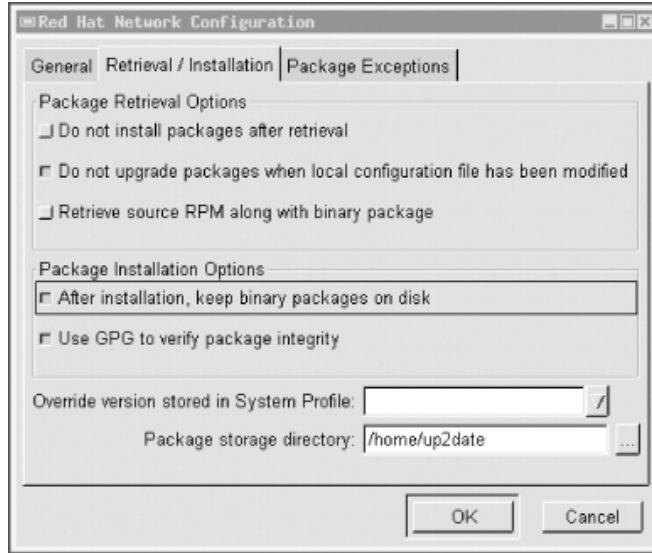 Red Hat Network Configuration
General Retrieval / Installation Package Exceptions
Package Retrieval Options
Do not install packages after retrieval
Do not upgrade packages when local configuration file has been modified
Retrieve source RPM along with binary package
Package Installation Options
After installation, keep binary packages on disk
Use GPG to verify package integrity
Override version stored in System Profile:
Package storage directory: /home/up2date ...
OK Cancel